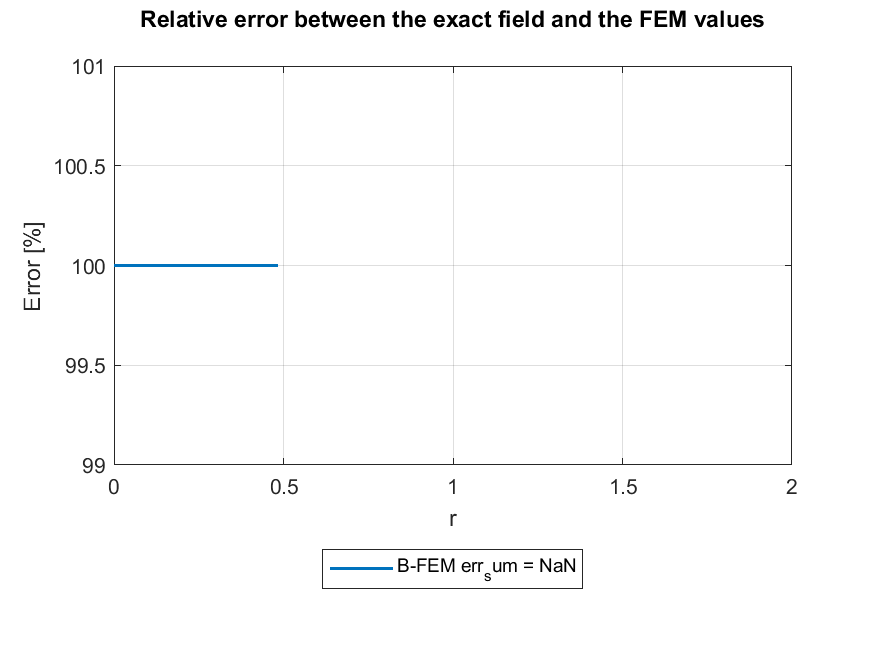 Relative error between the exact field and the FEM values
101
100.5
100
99.5
99
Error [%]
0
0.5
1
1.5
2
r
B-FEM err_sum = NaN